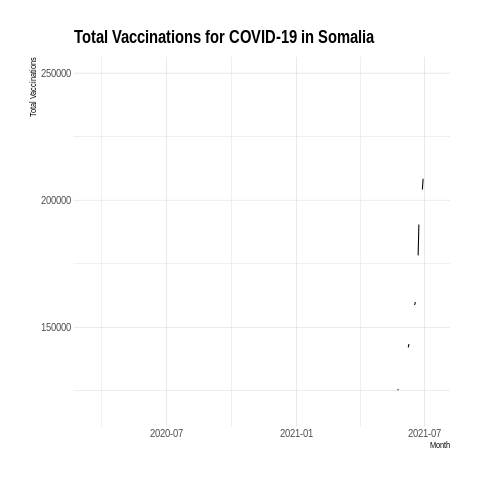 Total Vaccinations for COVID-19 in Somalia
Total Vaccinations
250000
200000
150000
2020-07
2021-01
2021-07
Month